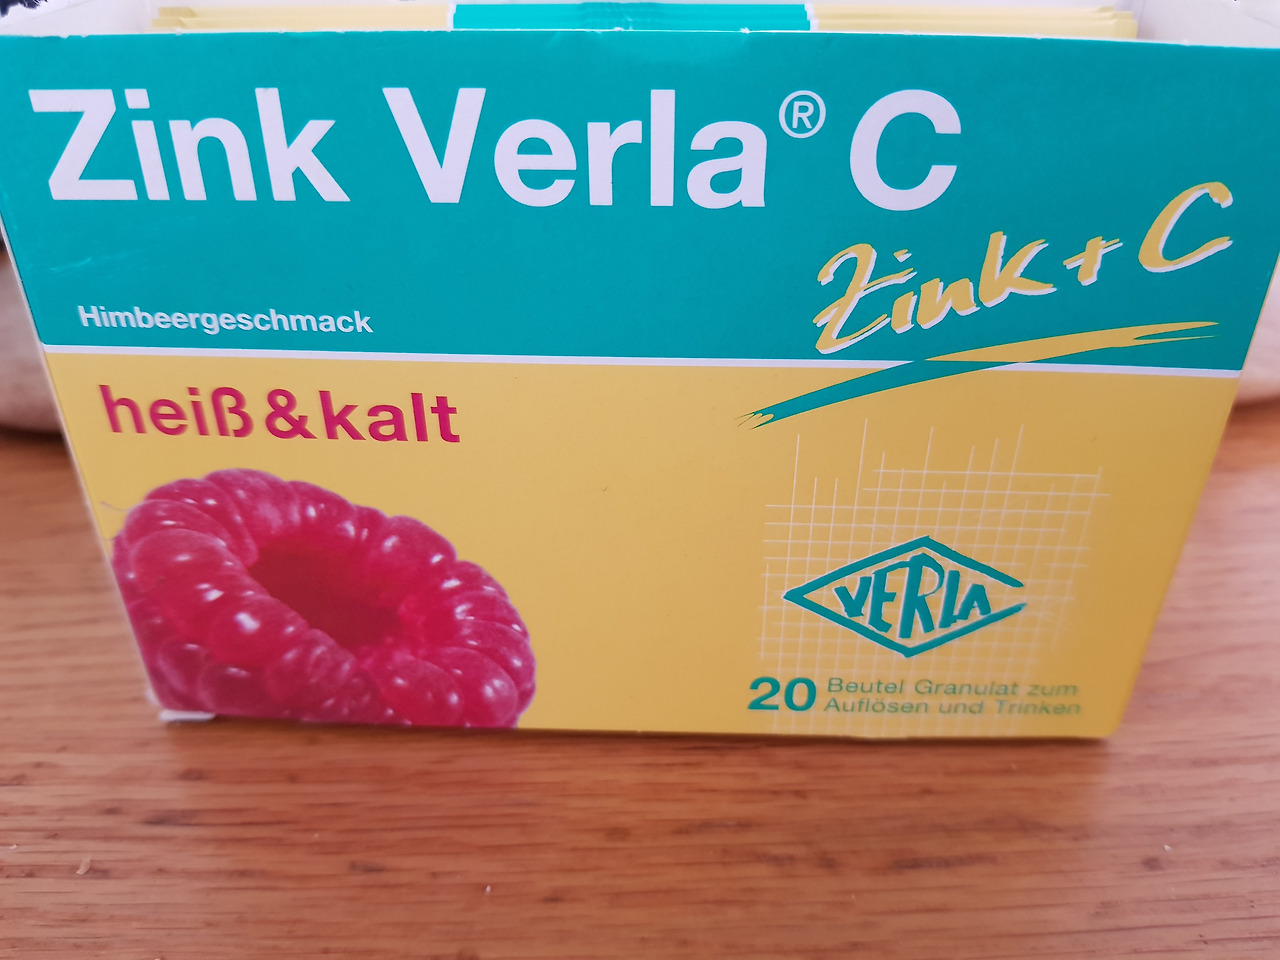 Zink Verla® C
Zink + C
Himbeergeschmack
heiß & kalt
VERLA
20 Beutel Granulat zum
Auflösen und Trinken